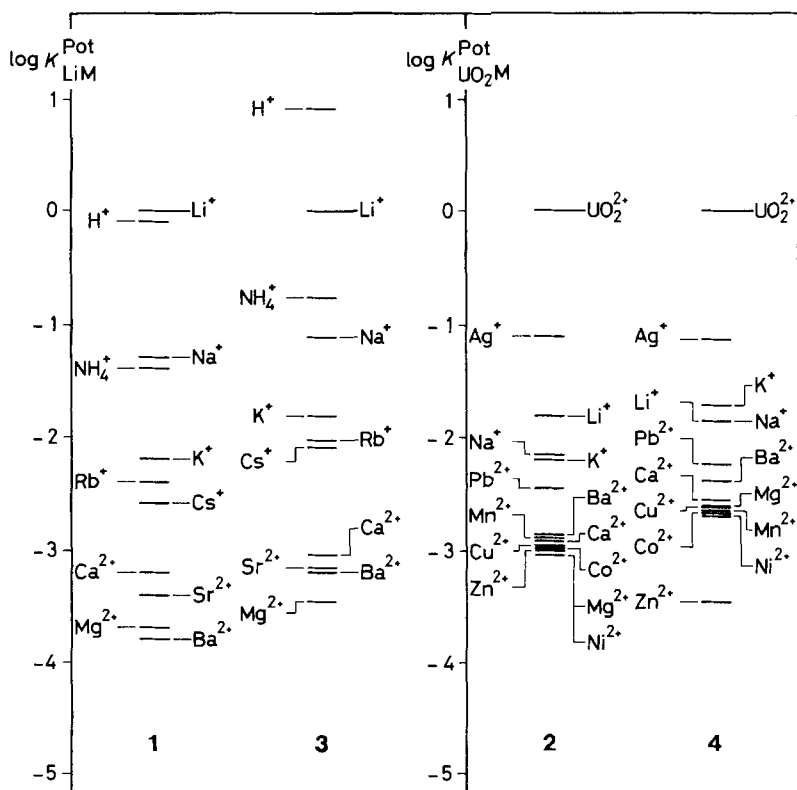 log K^Pot_LiM
log K^Pot_UO₂M
1
0
-1
-2
-3
-4
-5
H⁺
Li⁺
NH₄⁺
Na⁺
K⁺
Rb⁺
Cs⁺
Ca²⁺
Sr²⁺
Mg²⁺
Ba²⁺
1
H⁺
Li⁺
NH₄⁺
Na⁺
K⁺
Rb⁺
Cs⁺
Ca²⁺
Sr²⁺
Ba²⁺
Mg²⁺
3
1
0
-1
-2
-3
-4
-5
UO₂²⁺
Ag⁺
Li⁺
Na⁺
K⁺
Pb²⁺
Ba²⁺
Mn²⁺
Ca²⁺
Cu²⁺
Co²⁺
Zn²⁺
Mg²⁺
Ni²⁺
2
UO₂²⁺
Ag⁺
K⁺
Li⁺
Na⁺
Pb²⁺
Ba²⁺
Ca²⁺
Mg²⁺
Cu²⁺
Mn²⁺
Co²⁺
Ni²⁺
Zn²⁺
4